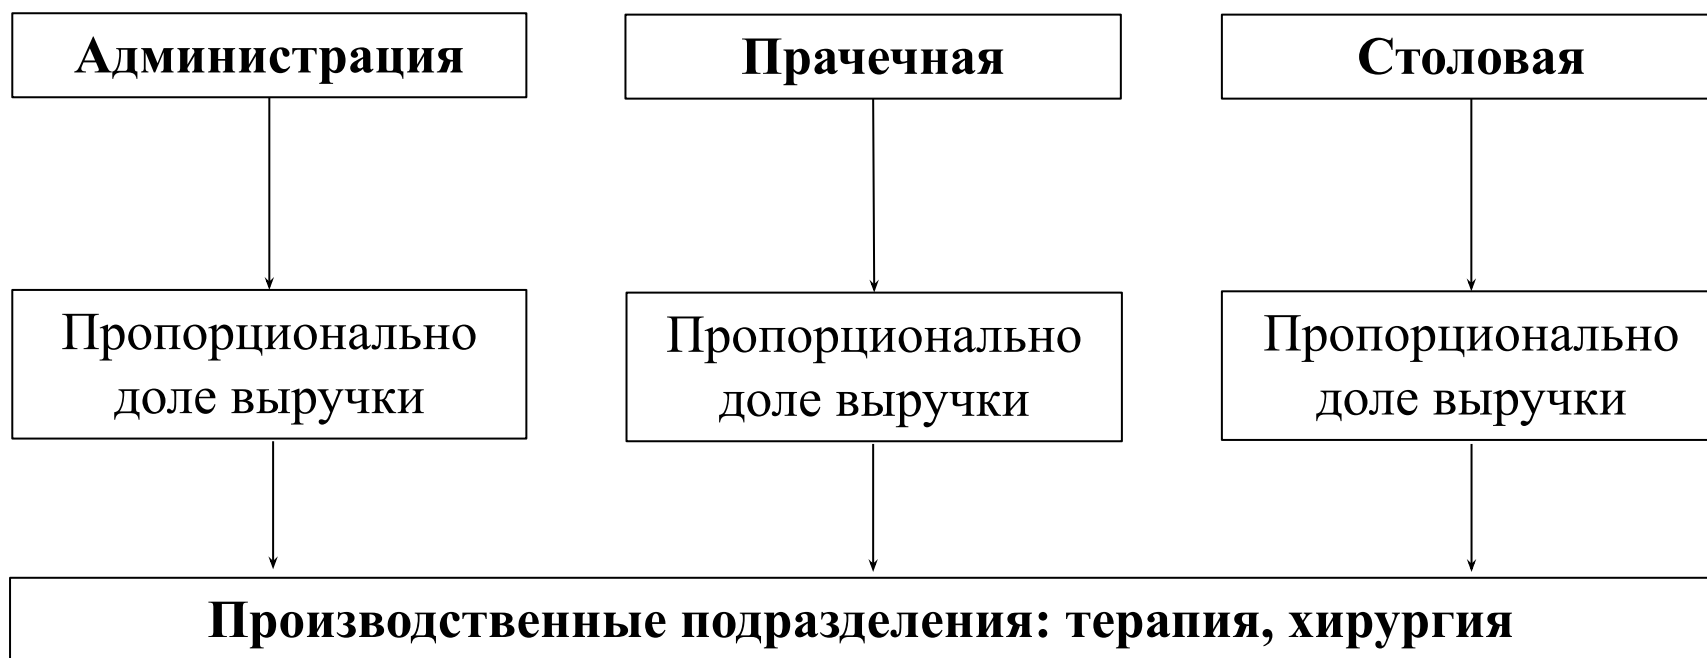 Администрация
Прачечная
Столовая
Пропорционально
доле выручки
Пропорционально
доле выручки
Пропорционально
доле выручки
Производственные подразделения: терапия, хирургия